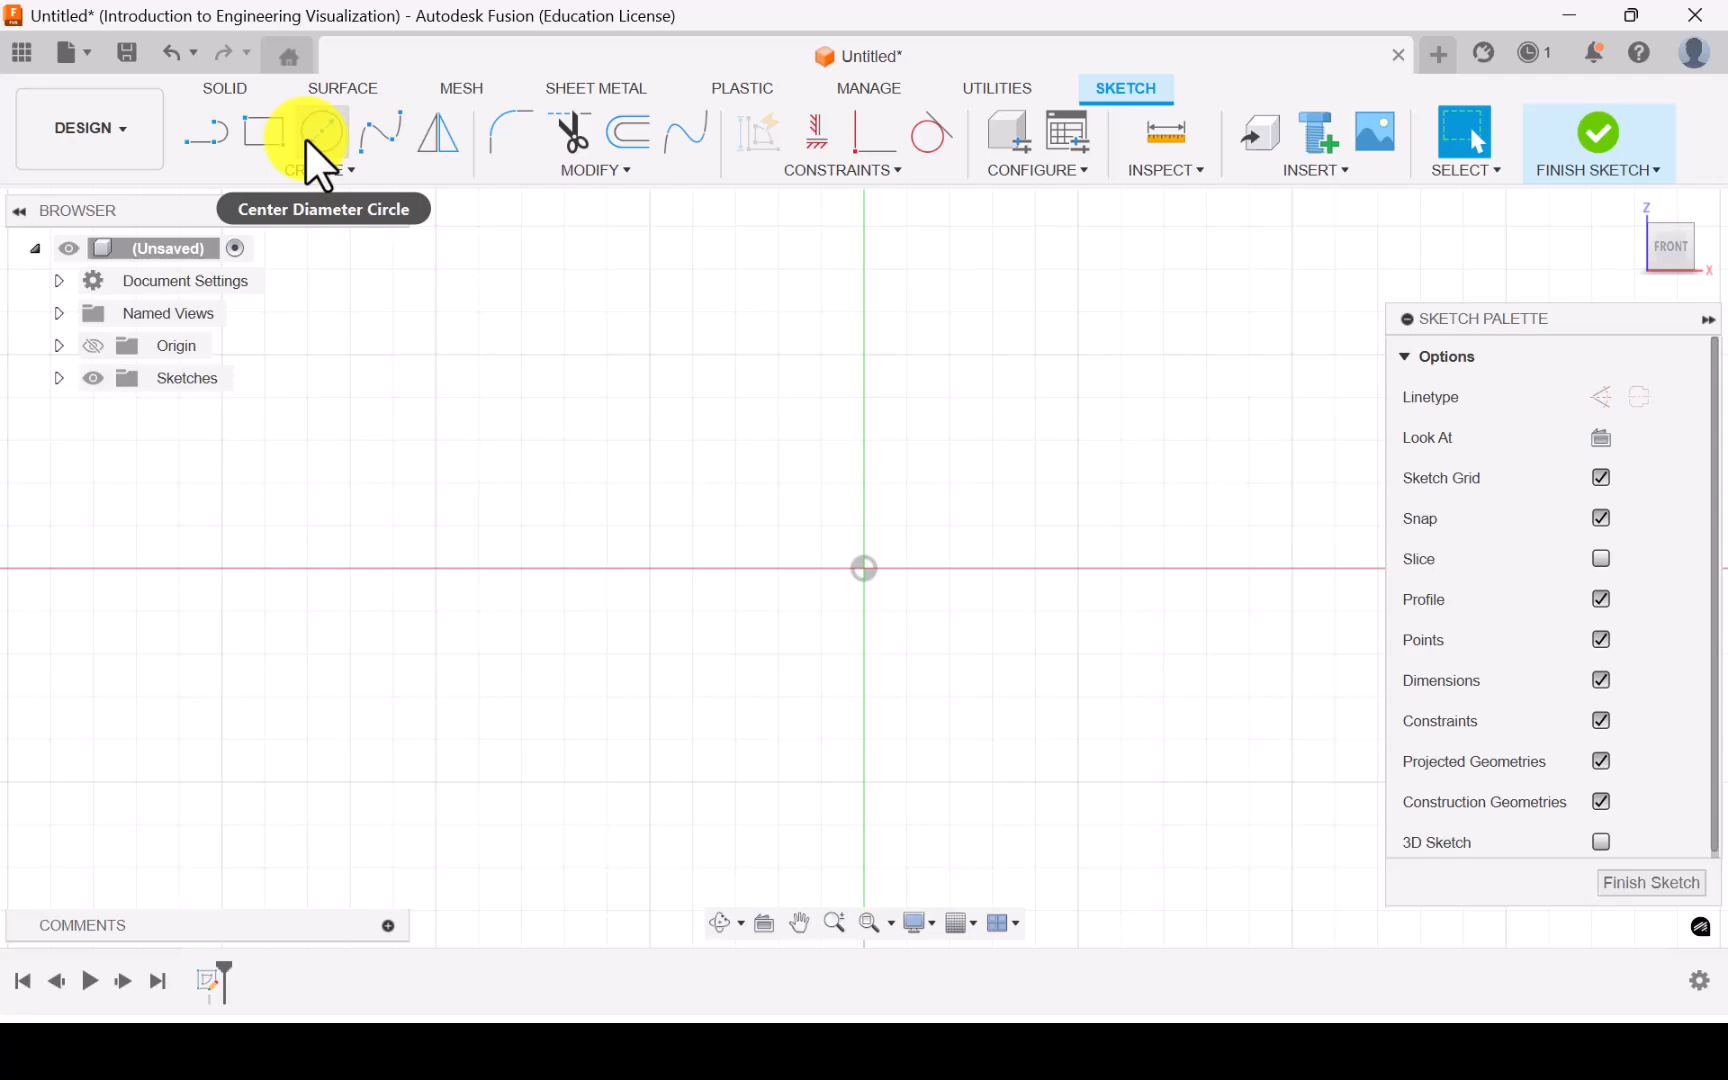 Untitled* (Introduction to Engineering Visualization) - Autodesk Fusion (Education License)
Untitled*
1
SOLID SURFACE MESH SHEET METAL PLASTIC MANAGE UTILITIES SKETCH
DESIGN
MODIFY CONSTRAINTS CONFIGURE INSPECT INSERT SELECT FINISH SKETCH
BROWSER
Center Diameter Circle
(Unsaved)
Document Settings
Named Views
Origin
Sketches
Z
FRONT
X
SKETCH PALETTE
Options
Linetype
Look At
Sketch Grid
Snap
Slice
Profile
Points
Dimensions
Constraints
Projected Geometries
Construction Geometries
3D Sketch
Finish Sketch
COMMENTS